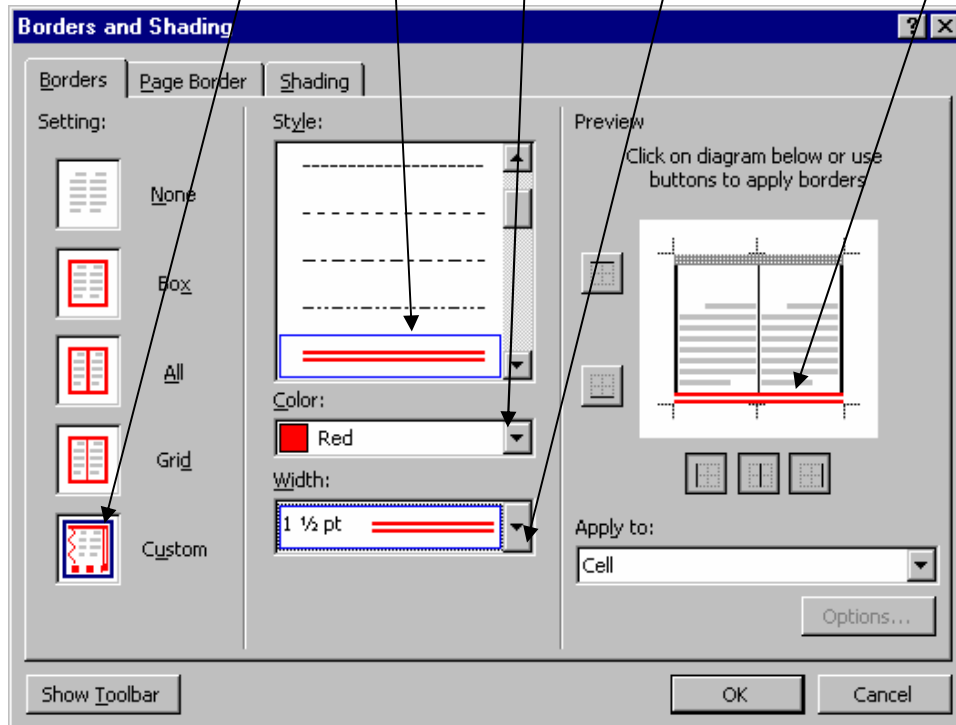 Borders and Shading
Borders
Page Border
Shading
Setting:
None
Box
All
Grid
Custom
Style:
Color:
Red
Width:
1 ½ pt
Preview
Click on diagram below or use
buttons to apply borders
Apply to:
Cell
Options...
Show Toolbar
OK
Cancel